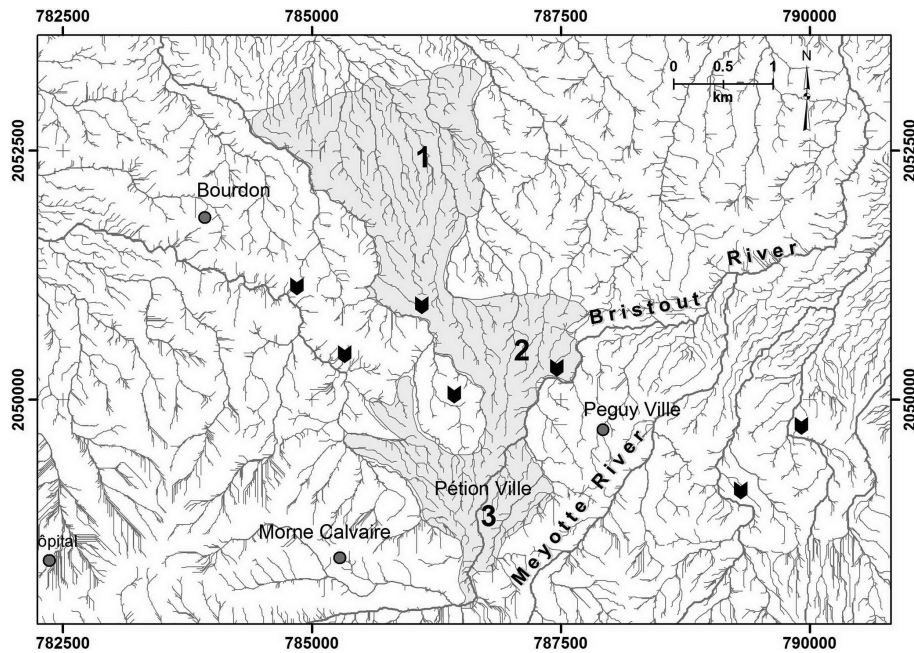 782500 785000 787500 790000
N
0 0.5 1
km
2052500 2052500
1
Bourdon
River
Bristout
2
2050000 2050000
Peguy Ville
Pétion Ville
3
Meyotte River
Morne Calvaire
ôpital
782500 785000 787500 790000